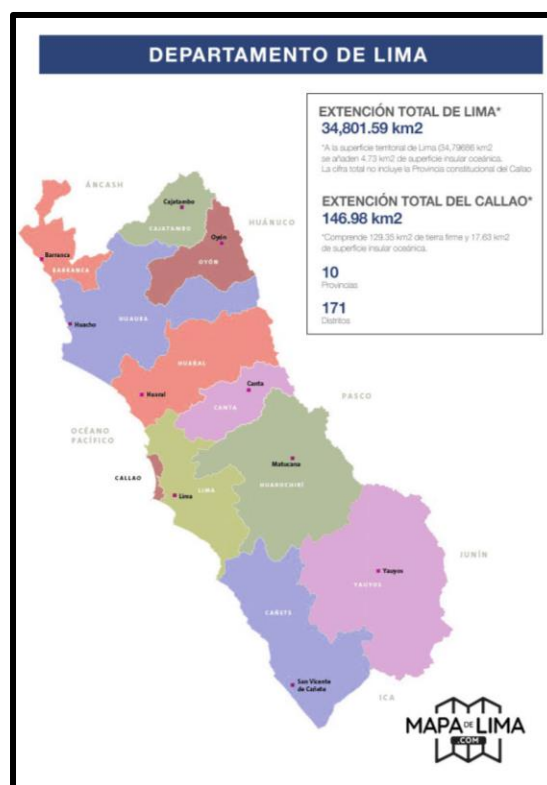 DEPARTAMENTO DE LIMA
EXTENCIÓN TOTAL DE LIMA*
34,801.59 km2
*A la superficie territorial de Lima (34,79686 km2
se añaden 4.73 km2 de superficie insular oceánica.
La cifra total no incluye la Provincia constitucional del Callao
EXTENCIÓN TOTAL DEL CALLAO*
146.98 km2
*Comprende 129.35 km2 de tierra firme y 17.63 km2
de superficie insular oceánica.
10
Provincias
171
Distritos
ÁNCASH
HUÁNUCO
Cajatambo
CAJATAMBO
Oyón
OYÓN
Barranca
BARRANCA
Huacho
HUAURA
HUARAL
Huaral
Canta
CANTA
PASCO
OCÉANO
PACÍFICO
Matucana
HUAROCHIRÍ
CALLAO
LIMA
Lima
JUNÍN
Yauyos
YAUYOS
CAÑETE
San Vicente
de Cañete
ICA
MAPA DE LIMA
.COM